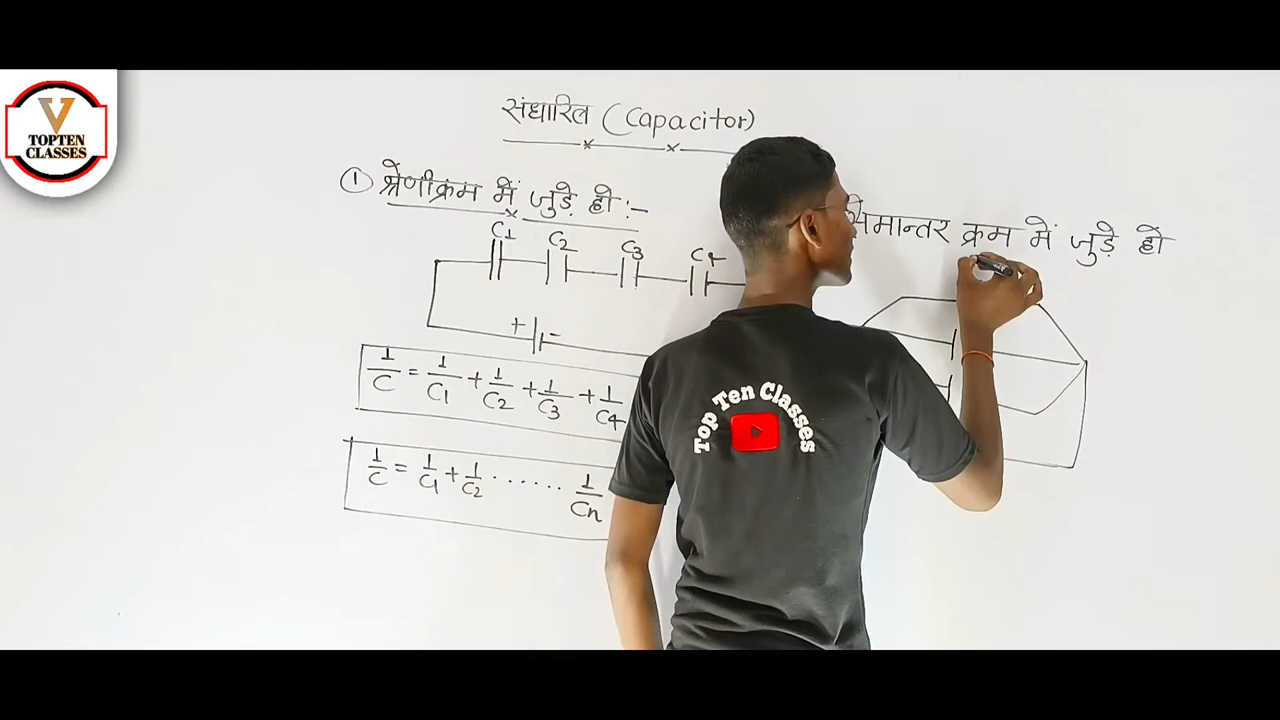 V
TOPTEN
CLASSES
संधारित्र (Capacitor)
① श्रेणीक्रम में जुड़े हो :-
C1 C2 C3 C4
+ -
1/C = 1/C1 + 1/C2 + 1/C3 + 1/C4
1/C = 1/C1 + 1/C2 ...... 1/Cn
समान्तर क्रम में जुड़े हो
Top Ten Classes